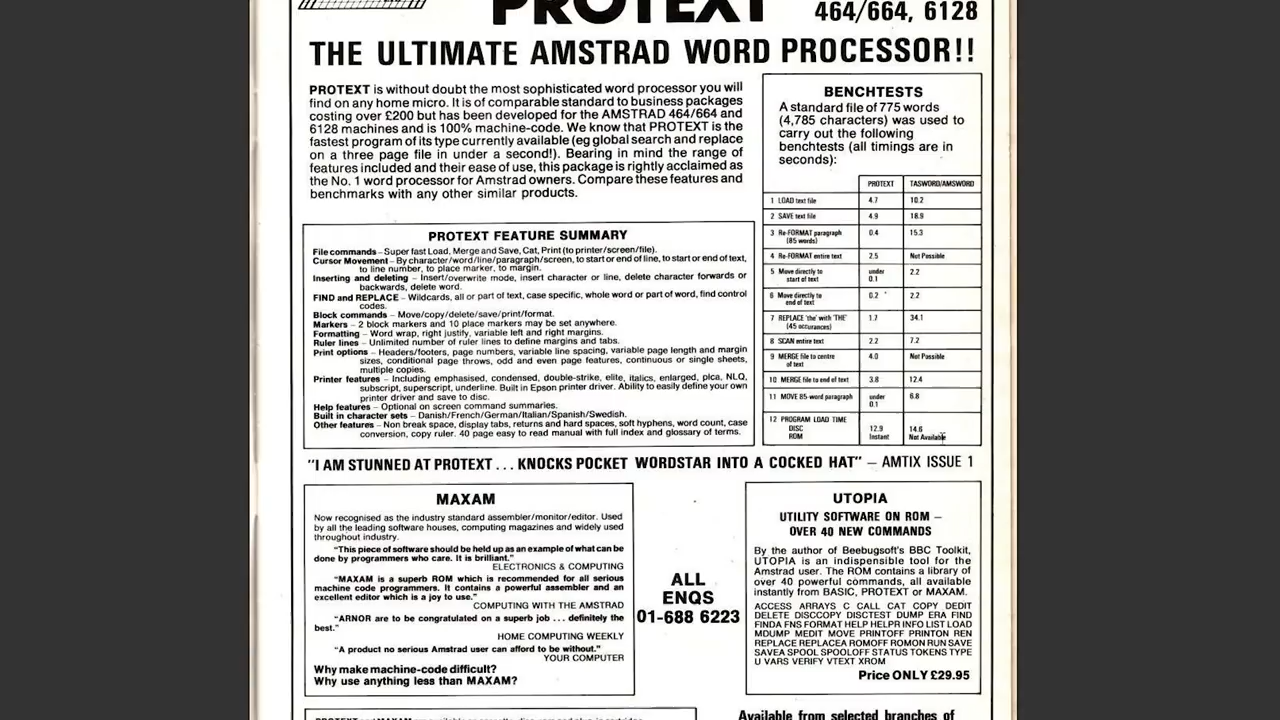 PROTEXT
464/664, 6128
THE ULTIMATE AMSTRAD WORD PROCESSOR!!
PROTEXT is without doubt the most sophisticated word processor you will
find on any home micro. It is of comparable standard to business packages
costing over £200 but has been developed for the AMSTRAD 464/664 and
6128 machines and is 100% machine-code. We know that PROTEXT is the
fastest program of its type currently available (eg global search and replace
on a three page file in under a second!). Bearing in mind the range of
features included and their ease of use, this package is rightly acclaimed as
the No. 1 word processor for Amstrad owners. Compare these features and
benchmarks with any other similar products.
BENCHTESTS
A standard file of 775 words
(4,785 characters) was used to
carry out the following
benchtests (all timings are in
seconds):
PROTEXT TASWORD/AMSWORD
1 LOAD text file 4.7 10.2
2 SAVE text file 4.9 18.9
3 Re-FORMAT paragraph 0.4 15.3
(85 words)
4 Re-FORMAT entire text 2.5 Not Possible
5 Move directly to under 2.2
start of text 0.1
6 Move directly to 0.2 2.2
end of text
7 REPLACE 'the' with 'THE' 1.7 34.1
(45 occurances)
8 SCAN entire text 2.2 7.2
9 MERGE file to centre 4.0 Not Possible
of text
10 MERGE file to end of text 3.8 12.4
11 MOVE 85-word paragraph under 6.8
0.1
12 PROGRAM LOAD TIME
DISC 12.9 14.6
ROM Instant Not Available
PROTEXT FEATURE SUMMARY
File commands – Super fast Load, Merge and Save, Cat, Print (to printer/screen/file).
Cursor Movement – By character/word/line/paragraph/screen, to start or end of line, to start or end of text,
to line number, to place marker, to margin.
Inserting and deleting – Insert/overwrite mode, insert character or line, delete character forwards or
backwards, delete word.
FIND and REPLACE – Wildcards, all or part of text, case specific, whole word or part of word, find control
codes.
Block commands – Move/copy/delete/save/print/format.
Markers – 2 block markers and 10 place markers may be set anywhere.
Formatting – Word wrap, right justify, variable left and right margins.
Ruler lines – Unlimited number of ruler lines to define margins and tabs.
Print options – Headers/footers, page numbers, variable line spacing, variable page length and margin
sizes, conditional page throws, odd and even page features, continuous or single sheets,
multiple copies.
Printer features – Including emphasised, condensed, double-strike, elite, italics, enlarged, pica, NLQ,
subscript, superscript, underline. Built in Epson printer driver. Ability to easily define your own
printer driver and save to disc.
Help features – Optional on screen command summaries.
Built in character sets – Danish/French/German/Italian/Spanish/Swedish.
Other features – Non break space, display tabs, returns and hard spaces, soft hyphens, word count, case
conversion, copy ruler. 40 page easy to read manual with full index and glossary of terms.
"I AM STUNNED AT PROTEXT . . . KNOCKS POCKET WORDSTAR INTO A COCKED HAT" – AMTIX ISSUE 1
MAXAM
Now recognised as the industry standard assembler/monitor/editor. Used
by all the leading software houses, computing magazines and widely used
throughout industry.
"This piece of software should be held up as an example of what can be
done by programmers who care. It is brilliant."
ELECTRONICS & COMPUTING
"MAXAM is a superb ROM which is recommended for all serious
machine code programmers. It contains a powerful assembler and an
excellent editor which is a joy to use."
COMPUTING WITH THE AMSTRAD
"ARNOR are to be congratulated on a superb job . . . definitely the
best."
HOME COMPUTING WEEKLY
"A product no serious Amstrad user can afford to be without."
YOUR COMPUTER
Why make machine-code difficult?
Why use anything less than MAXAM?
ALL
ENQS
01-688 6223
UTOPIA
UTILITY SOFTWARE ON ROM –
OVER 40 NEW COMMANDS
By the author of Beebugsoft's BBC Toolkit,
UTOPIA is an indispensible tool for the
Amstrad user. The ROM contains a library of
over 40 powerful commands, all available
instantly from BASIC, PROTEXT or MAXAM.
ACCESS ARRAYS C CALL CAT COPY DEDIT
DELETE DISCCOPY DISCTEST DUMP ERA FIND
FINDA FNS FORMAT HELP HELPR INFO LIST LOAD
MDUMP MEDIT MOVE PRINTOFF PRINTON REN
REPLACE REPLACEA ROMOFF ROMON RUN SAVE
SAVEA SPOOL SPOOLOFF STATUS TOKENS TYPE
U VARS VERIFY VTEXT XROM
Price ONLY £29.95
Available from selected branches of